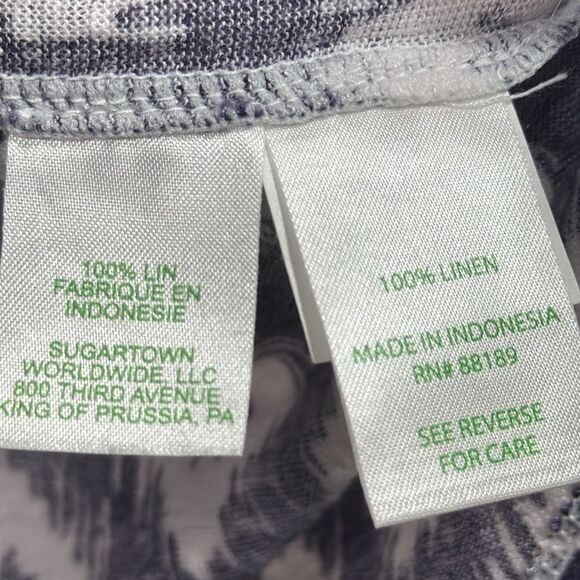 100% LIN
FABRIQUE EN
INDONESIE
SUGARTOWN
WORLDWIDE, LLC
800 THIRD AVENUE
KING OF PRUSSIA, PA
100% LINEN
MADE IN INDONESIA
RN# 88189
SEE REVERSE
FOR CARE